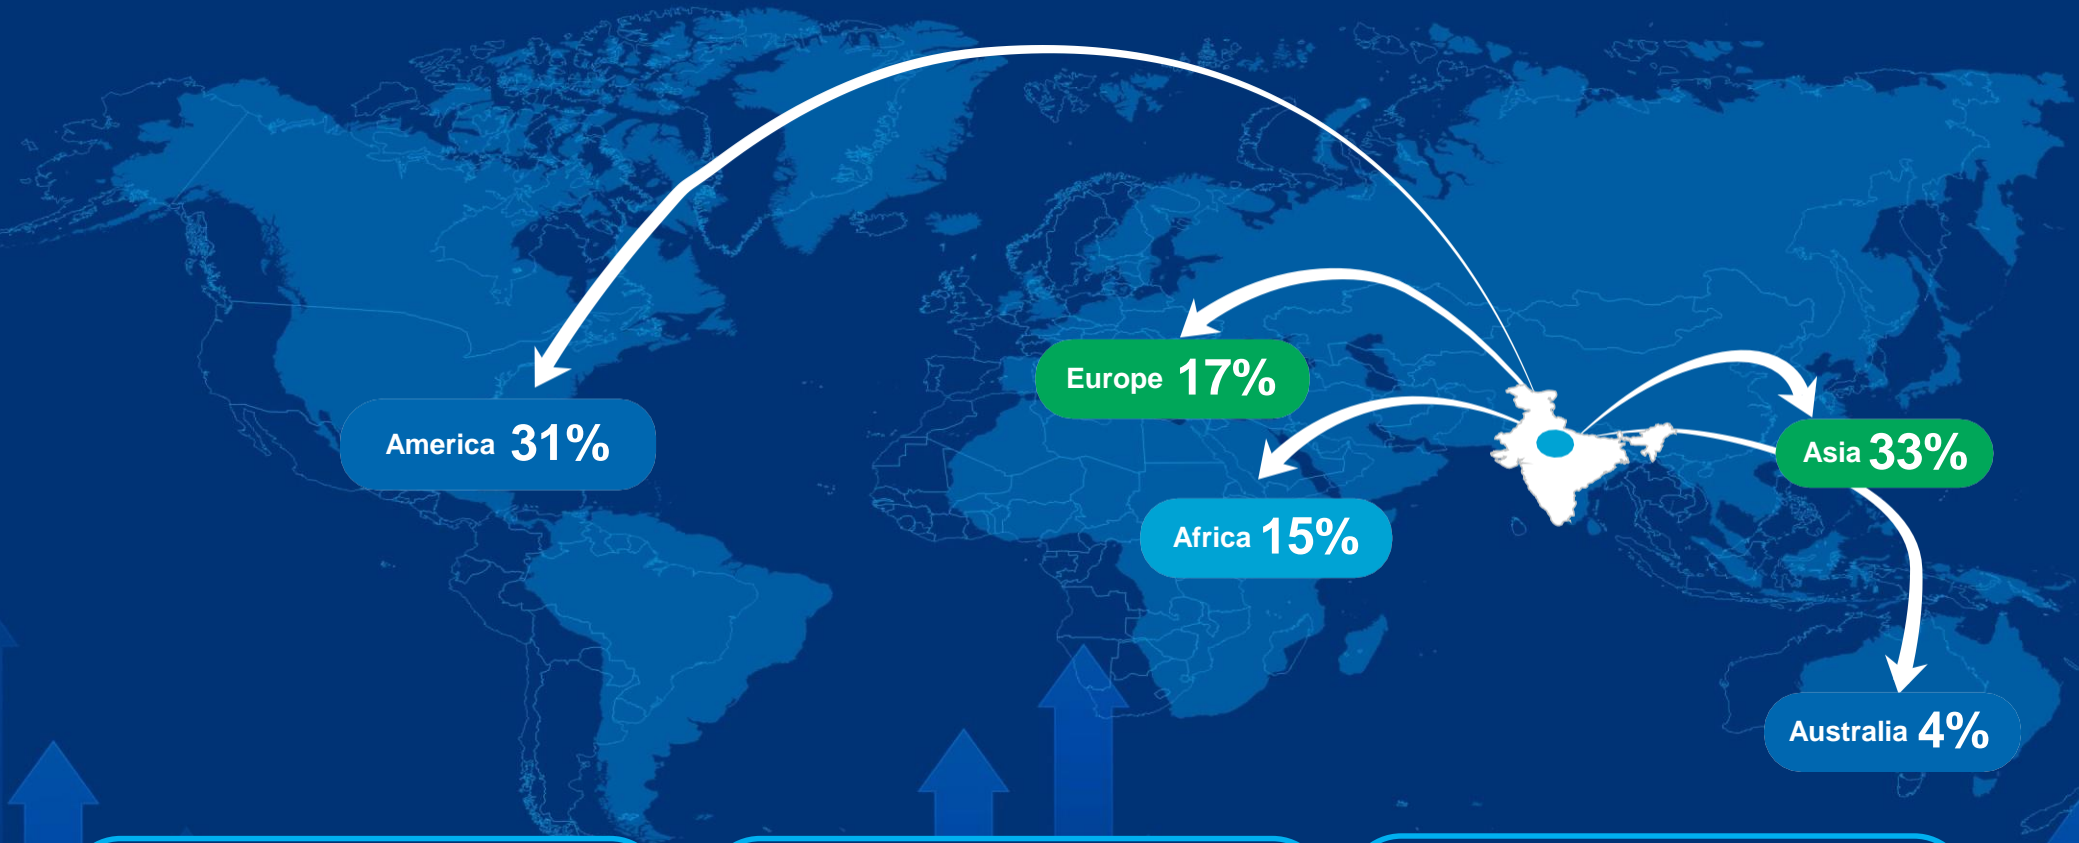 Europe 17%
America 31%
Asia 33%
Africa 15%
Australia 4%